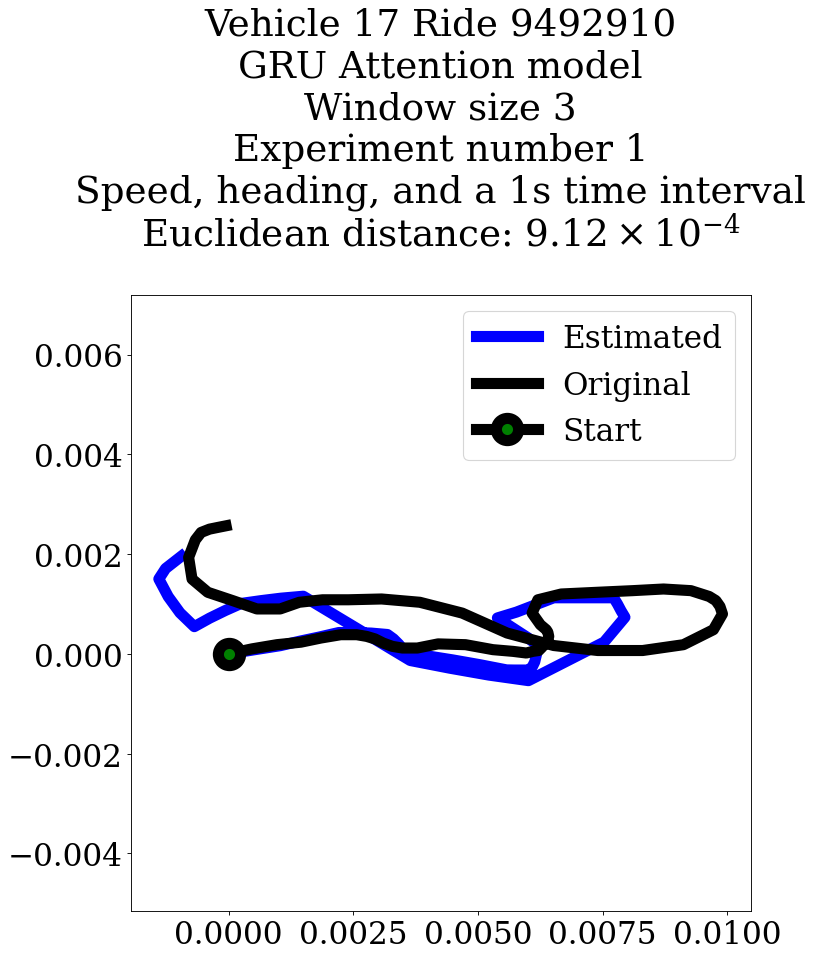 Vehicle 17 Ride 9492910
GRU Attention model
Window size 3
Experiment number 1
Speed, heading, and a 1s time interval
Euclidean distance: 9.12 × 10⁻⁴
Estimated
Original
Start
0.006
0.004
0.002
0.000
−0.002
−0.004
0.0000 0.0025 0.0050 0.0075 0.0100